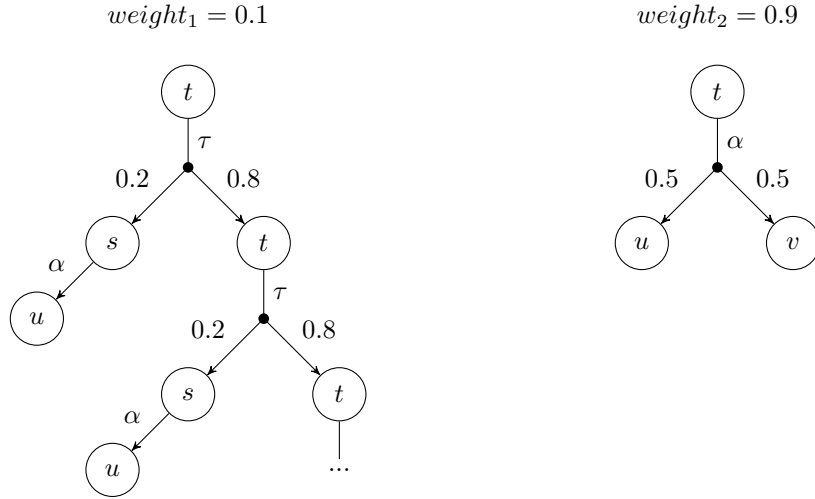 weight₁ = 0.1 weight₂ = 0.9
t t
τ α
0.2 0.8 0.5 0.5
s t u v
α τ
u
0.2 0.8
s t
α
u ...